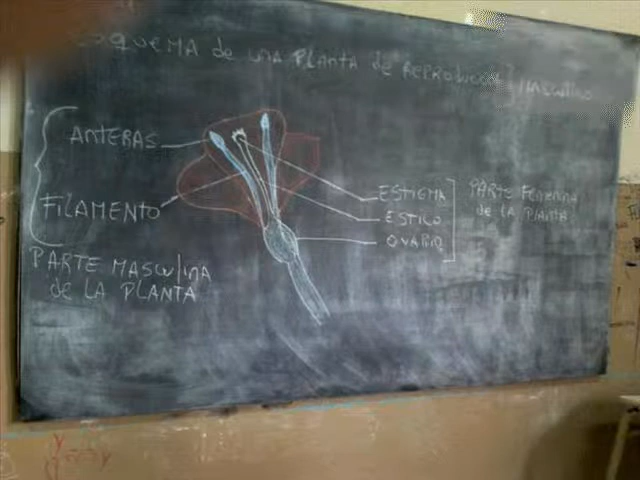 ESQUEMA de una PLANTA de REPRODUCCION
ANTERAS
FILAMENTO
PARTE MASCULINA
de LA PLANTA
ESTIGMA
ESTILO
OVARIO
PARTE FEMENINA
de LA PLANTA